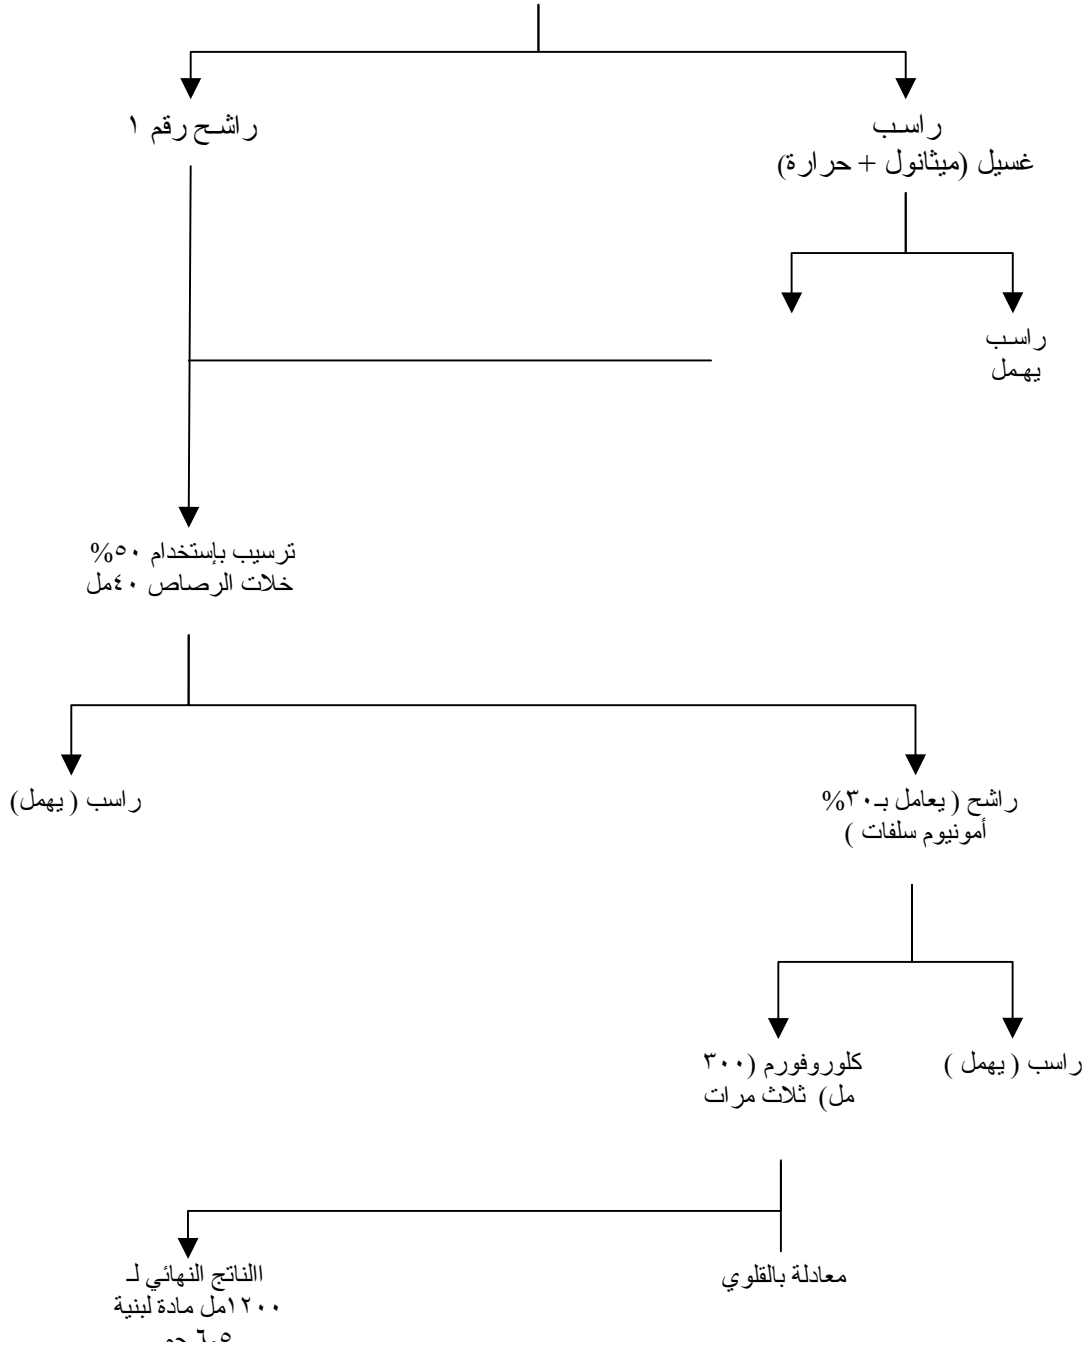 راشح رقم ١
راسب
غسيل (ميثانول + حرارة)
راسب
يهمل
ترسيب بإستخدام ٥٠%
خلات الرصاص ٤٠مل
راسب ( يهمل)
راشح ( يعامل بـ٣٠%
أمونيوم سلفات )
كلوروفورم (٣٠٠
مل) ثلاث مرات
راسب ( يهمل )
االناتج النهائي لـ
١٢٠٠مل مادة لبنية
معادلة بالقلوي